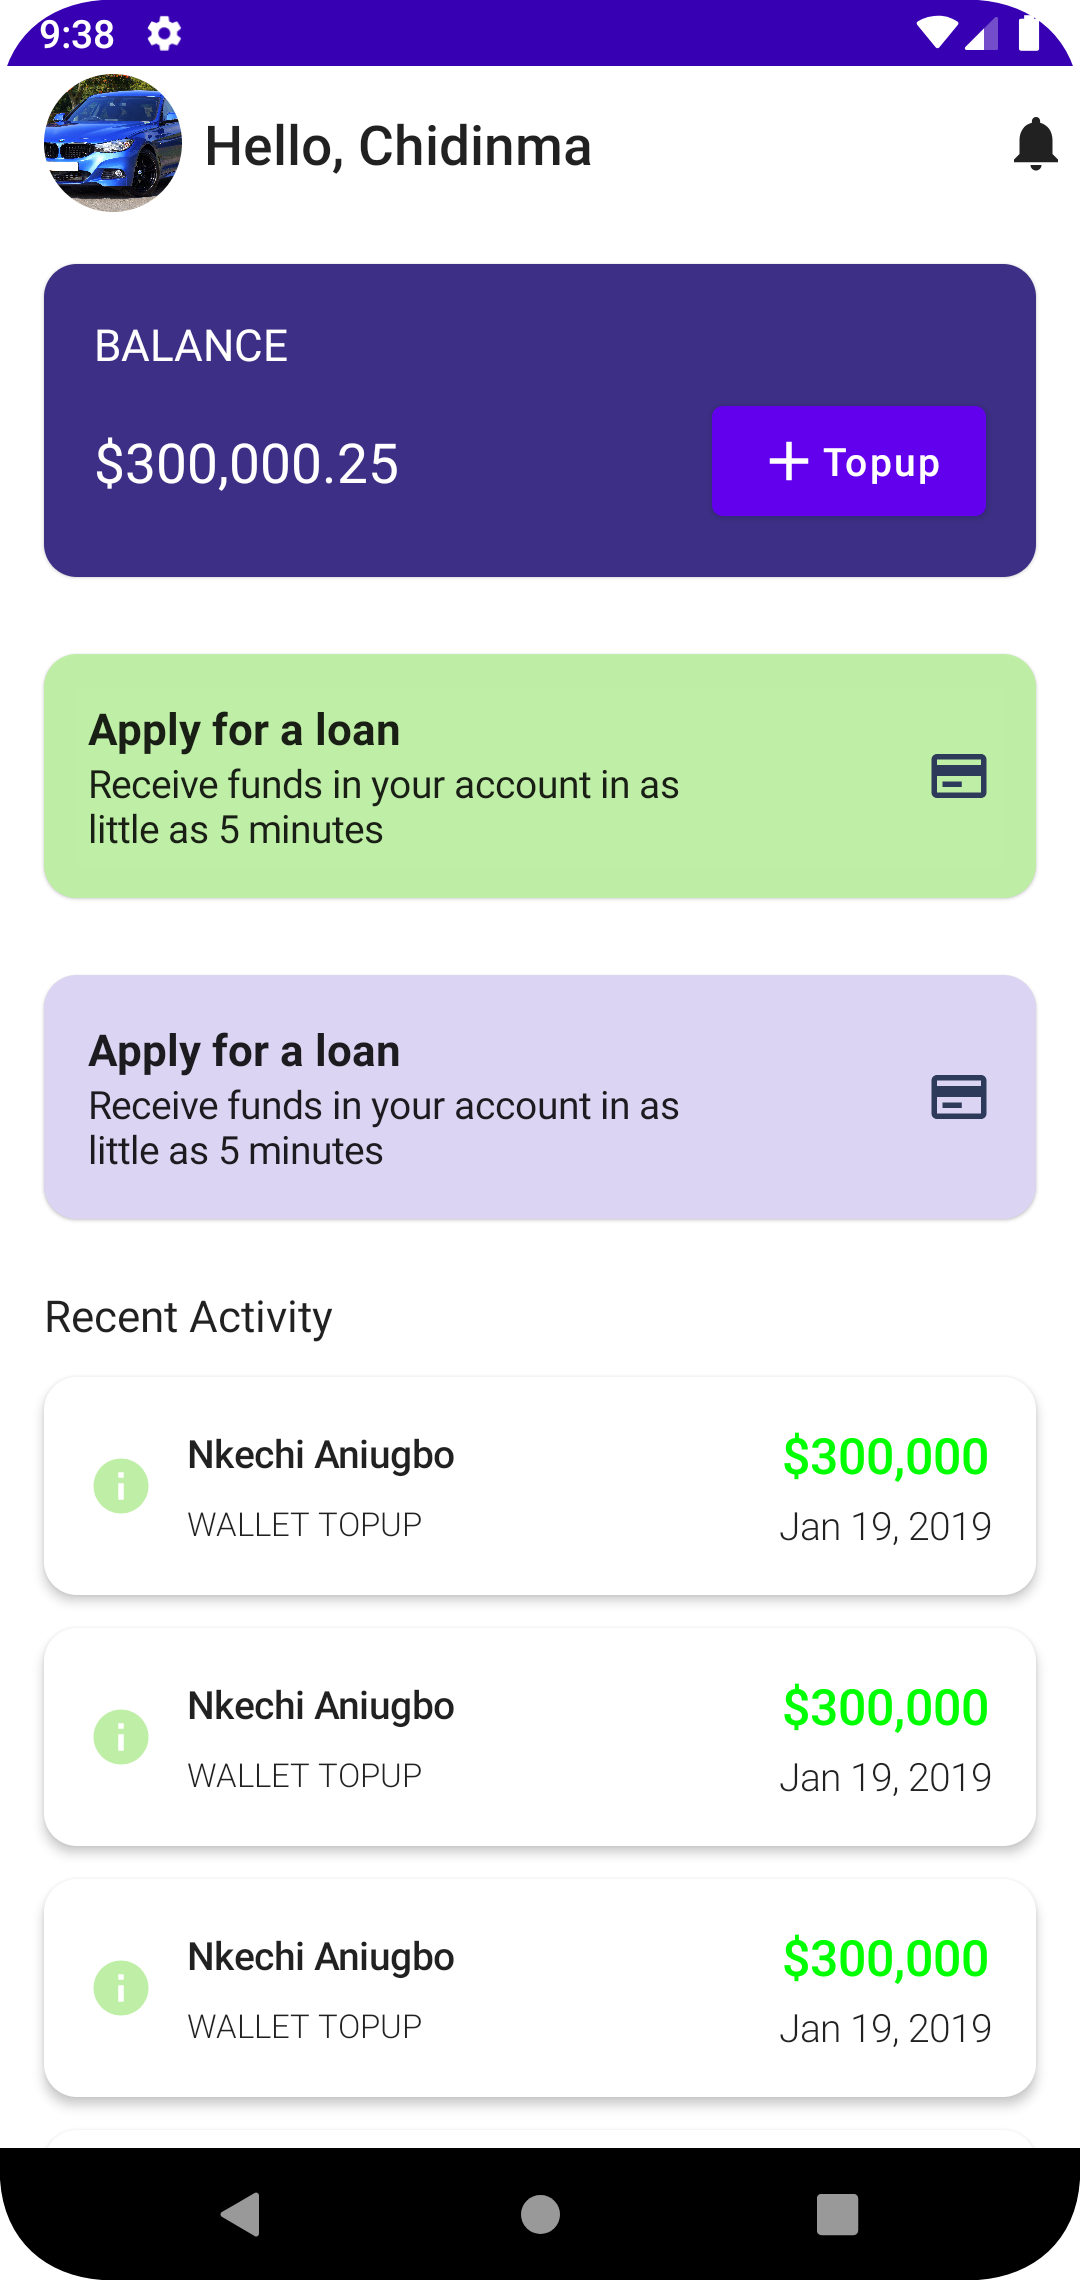 9:38
Hello, Chidinma
BALANCE
$300,000.25
Topup
Apply for a loan
Receive funds in your account in as
little as 5 minutes
Apply for a loan
Receive funds in your account in as
little as 5 minutes
Recent Activity
Nkechi Aniugbo
$300,000
WALLET TOPUP
Jan 19, 2019
Nkechi Aniugbo
$300,000
WALLET TOPUP
Jan 19, 2019
Nkechi Aniugbo
$300,000
WALLET TOPUP
Jan 19, 2019